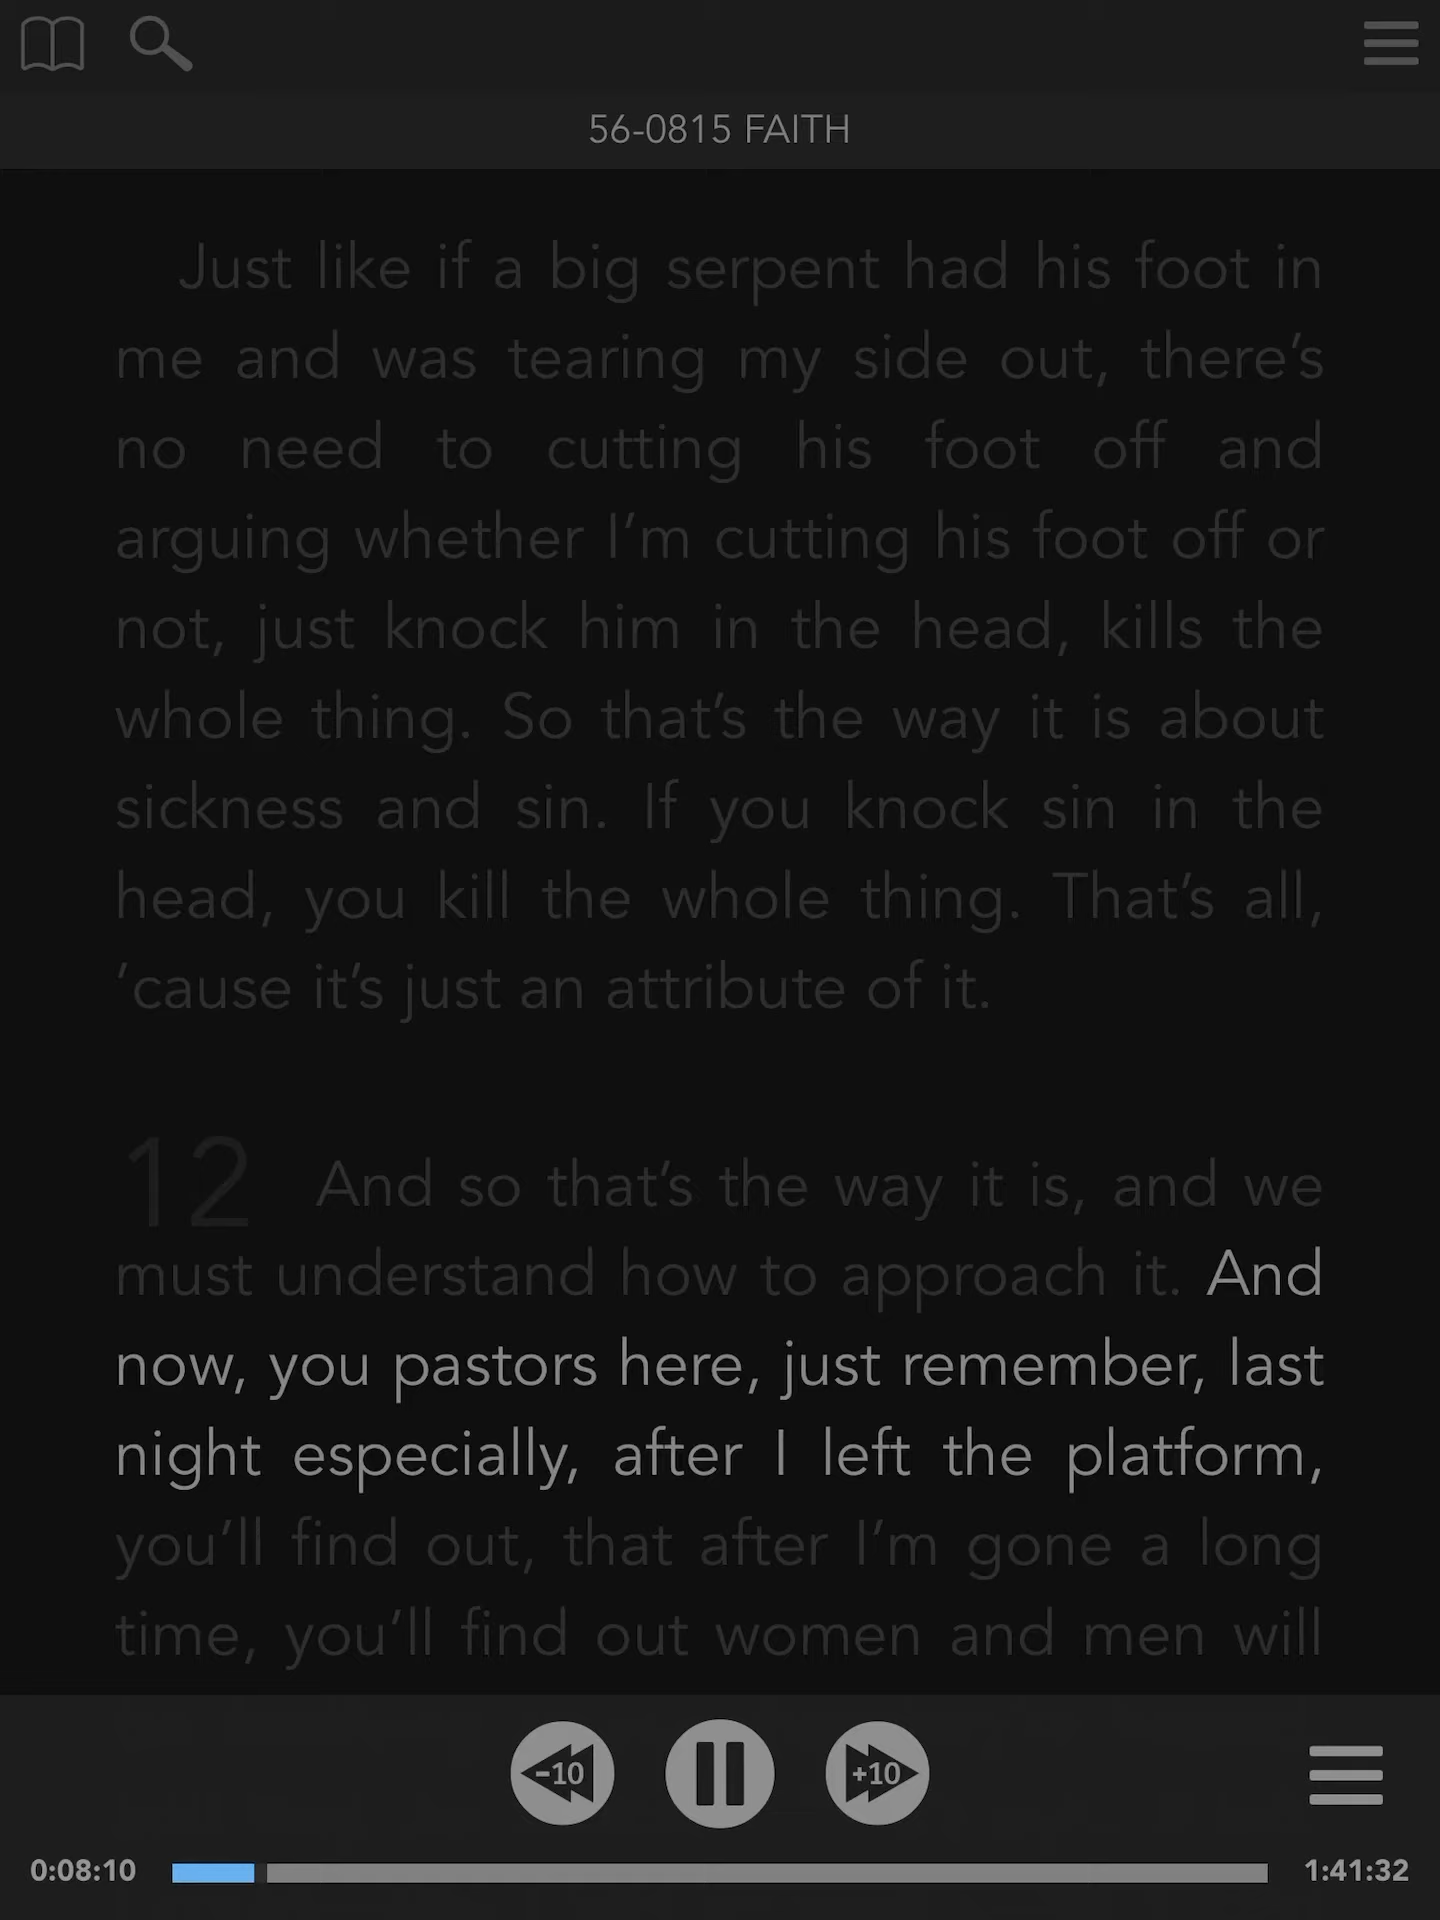 56-0815 FAITH
Just like if a big serpent had his foot in
me and was tearing my side out, there’s
no need to cutting his foot off and
arguing whether I’m cutting his foot off or
not, just knock him in the head, kills the
whole thing. So that’s the way it is about
sickness and sin. If you knock sin in the
head, you kill the whole thing. That’s all,
’cause it’s just an attribute of it.
12 And so that’s the way it is, and we
must understand how to approach it. And
now, you pastors here, just remember, last
night especially, after I left the platform,
you’ll find out, that after I’m gone a long
time, you’ll find out women and men will
-10 +10
0:08:10 1:41:32